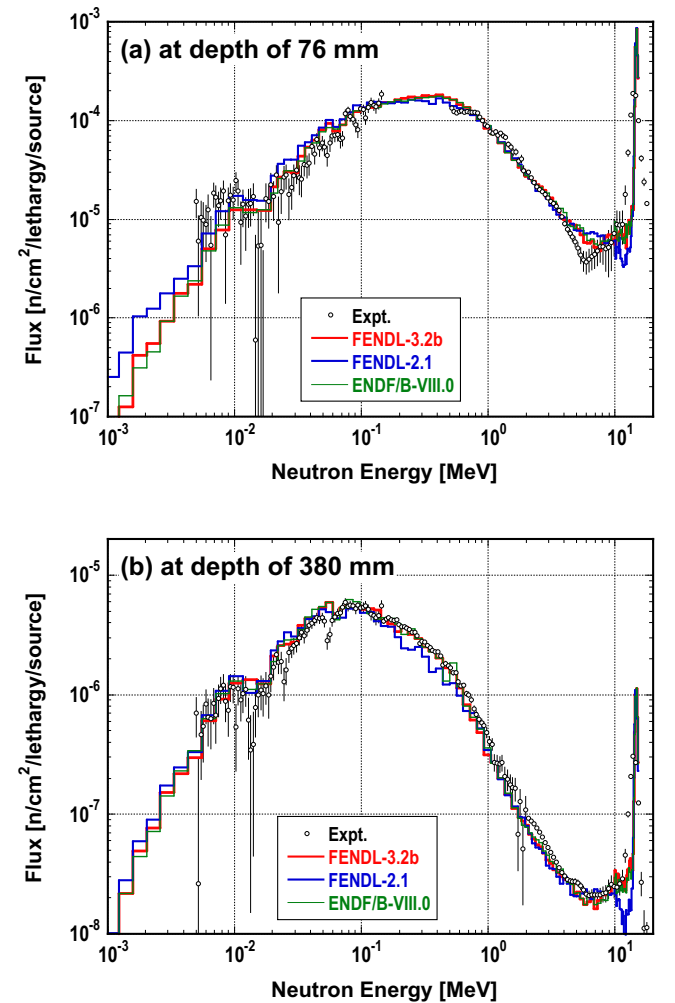 (a) at depth of 76 mm
Flux [n/cm²/lethargy/source]
10⁻³
10⁻⁴
10⁻⁵
10⁻⁶
10⁻⁷
Expt.
FENDL-3.2b
FENDL-2.1
ENDF/B-VIII.0
10⁻³ 10⁻² 10⁻¹ 10⁰ 10¹
Neutron Energy [MeV]
(b) at depth of 380 mm
Flux [n/cm²/lethargy/source]
10⁻⁵
10⁻⁶
10⁻⁷
10⁻⁸
Expt.
FENDL-3.2b
FENDL-2.1
ENDF/B-VIII.0
10⁻³ 10⁻² 10⁻¹ 10⁰ 10¹
Neutron Energy [MeV]